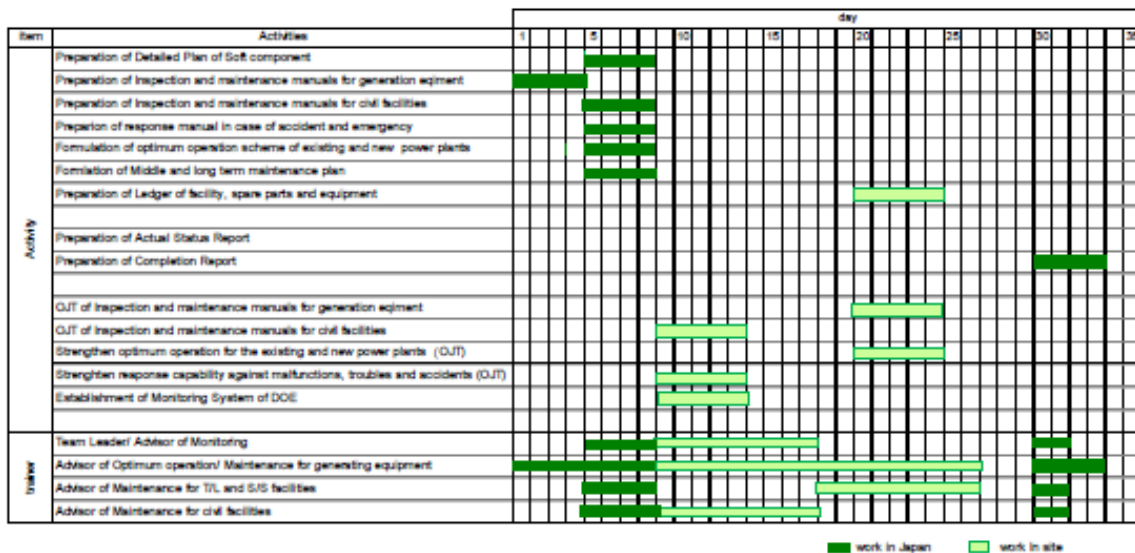 day
Item Activities 1 5 10 15 20 25 30 35
Preparation of Detailed Plan of Soft component
Preparation of Inspection and maintenance manuals for generation eqiment
Preparation of Inspection and maintenance manuals for civil facilities
Preparion of response manual in case of accident and emergency
Formulation of optimum operation scheme of existing and new power plants
Formlation of Middle and long term maintenance plan
Preparation of Ledger of facility, spare parts and equipment
Activity
Preparation of Actual Status Report
Preparation of Completion Report
OJT of Inspection and maintenance manuals for generation eqiment
OJT of Inspection and maintenance manuals for civil facilities
Strengthen optimum operation for the existing and new power plants (OJT)
Strenghten response capability against malfunctions, troubles and accidents (OJT)
Establishment of Monitoring System of DOE
trainer
Team Leader/ Advisor of Monitoring
Advisor of Optimum operation/ Maintenance for generating equipment
Advisor of Maintenance for T/L and S/S facilities
Advisor of Maintenance for civil facilities
work in Japan work in site